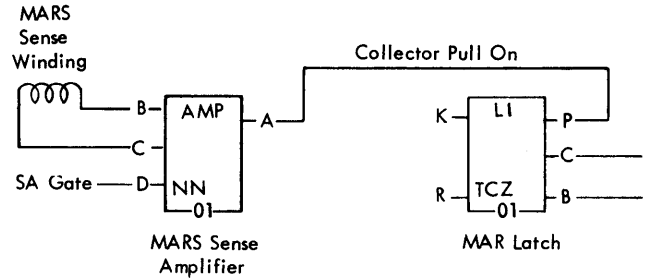 MARS
Sense
Winding
Collector Pull On
B
AMP
A
K
L1
P
C
C
SA Gate
D
NN
R
TCZ
B
01
01
MARS Sense
Amplifier
MAR Latch